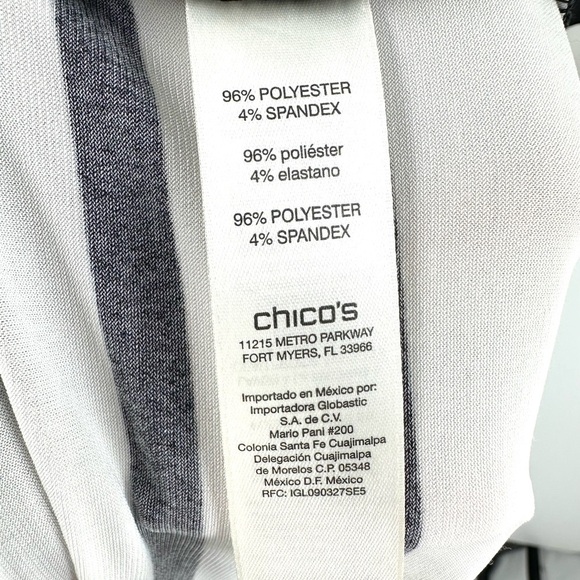 96% POLYESTER
4% SPANDEX
96% poliéster
4% elastano
96% POLYESTER
4% SPANDEX
chico's
11215 METRO PARKWAY
FORT MYERS, FL 33966
Importado en México por:
Importadora Globastic
S.A. de C.V.
Mario Pani #200
Colonia Santa Fe Cuajimalpa
Delegación Cuajimalpa
de Morelos C.P. 05348
México D.F. México
RFC: IGL090327SE5